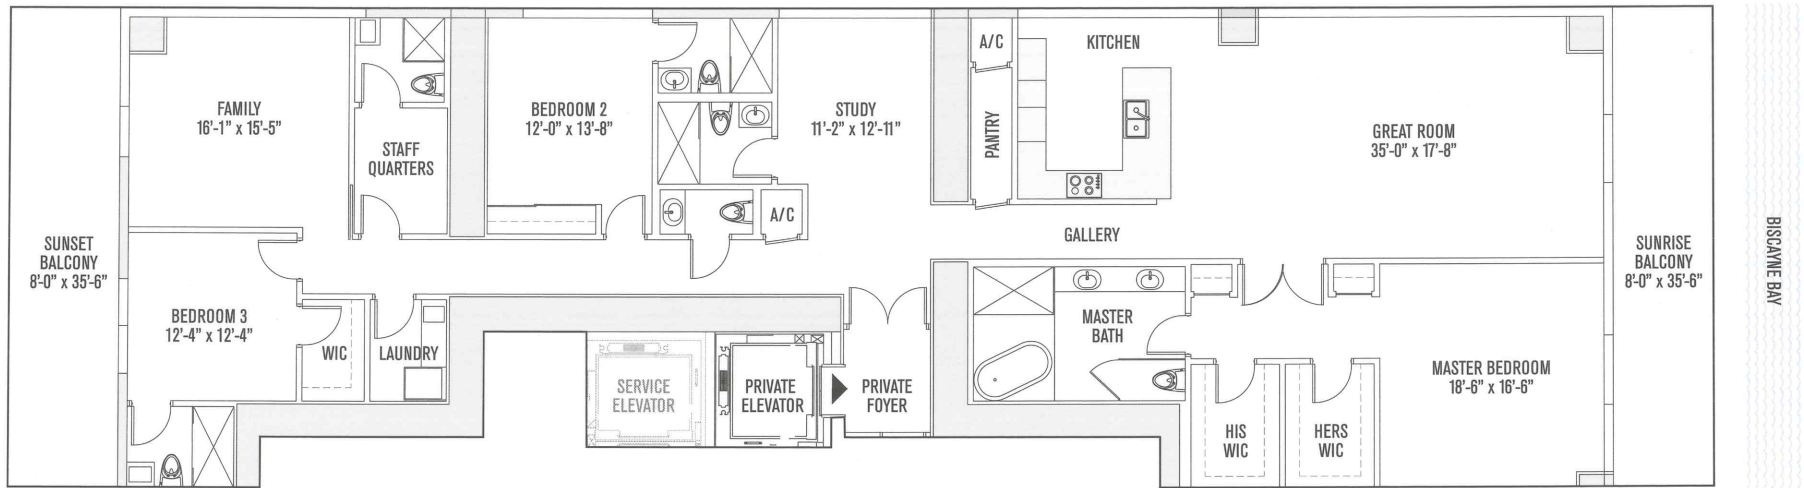 A/C
KITCHEN
FAMILY
16'-1" x 15'-5"
BEDROOM 2
12'-0" x 13'-8"
STUDY
11'-2" x 12'-11"
PANTRY
GREAT ROOM
35'-0" x 17'-8"
STAFF
QUARTERS
A/C
GALLERY
SUNSET
BALCONY
8'-0" x 35'-6"
SUNRISE
BALCONY
8'-0" x 35'-6"
BISCAYNE BAY
BEDROOM 3
12'-4" x 12'-4"
WIC
LAUNDRY
MASTER
BATH
SERVICE
ELEVATOR
PRIVATE
ELEVATOR
PRIVATE
FOYER
MASTER BEDROOM
18'-6" x 16'-6"
HIS
WIC
HERS
WIC